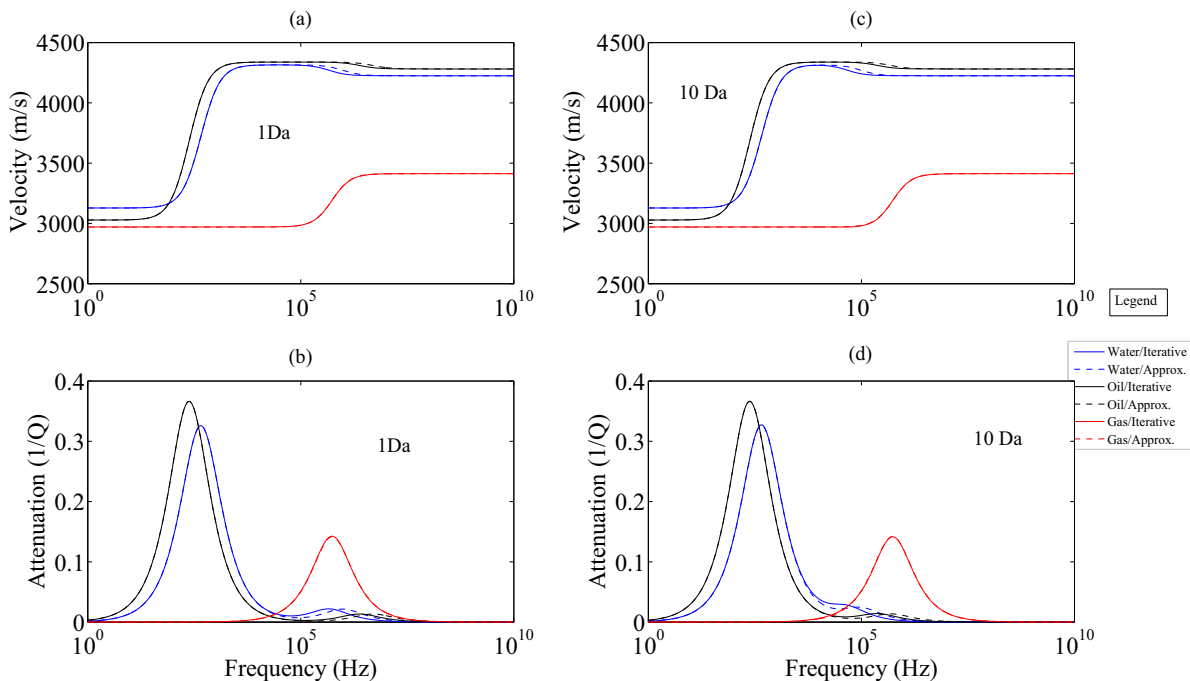 (a)
4500
4000
3500
3000
2500
Velocity (m/s)
1Da
10^0
10^5
10^10
(c)
4500
4000
3500
3000
2500
Velocity (m/s)
10 Da
10^0
10^5
10^10
Legend
(b)
0.4
0.3
0.2
0.1
0
Attenuation (1/Q)
1Da
10^0
10^5
10^10
Frequency (Hz)
(d)
0.4
0.3
0.2
0.1
0
Attenuation (1/Q)
10 Da
10^0
10^5
10^10
Frequency (Hz)
Water/Iterative
Water/Approx.
Oil/Iterative
Oil/Approx.
Gas/Iterative
Gas/Approx.